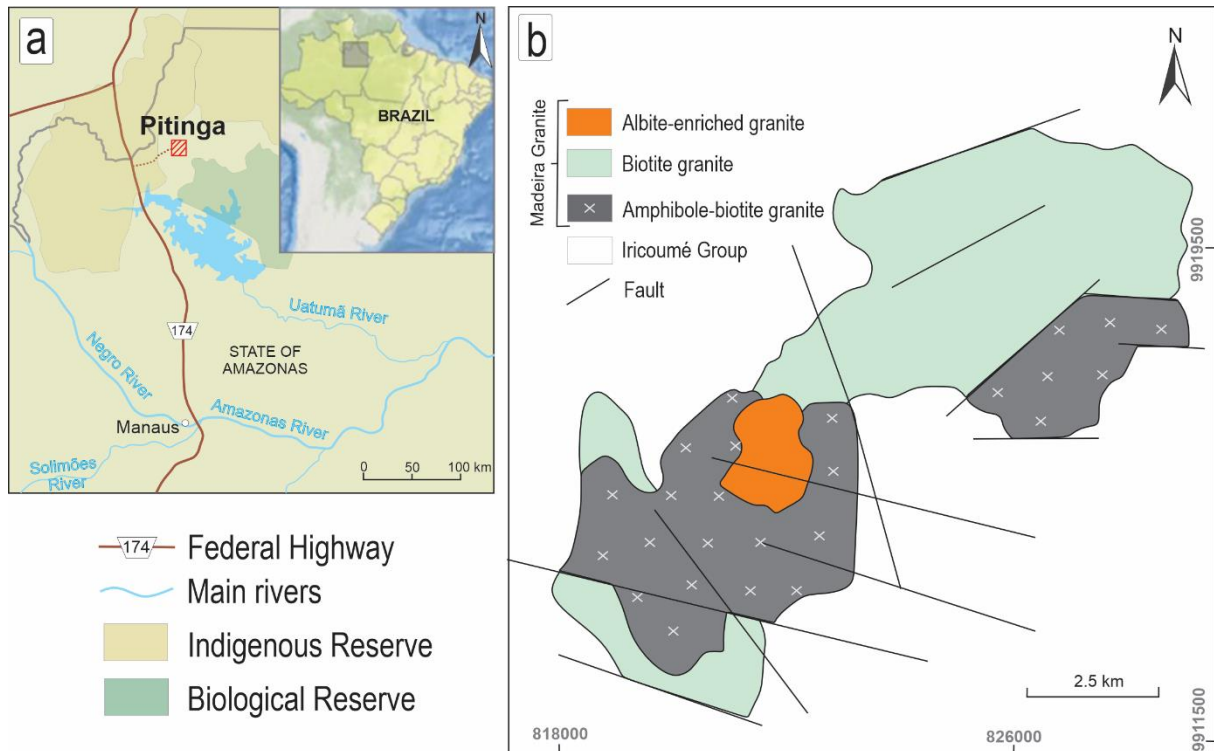 a
N
Pitinga
BRAZIL
174
Uatumã River
STATE OF
AMAZONAS
Negro River
Manaus
Amazonas River
Solimões
River
0 50 100 km
174 Federal Highway
Main rivers
Indigenous Reserve
Biological Reserve
b
N
Madeira Granite
Albite-enriched granite
Biotite granite
Amphibole-biotite granite
Iricoumé Group
Fault
9919500
2.5 km
818000
826000
9911500